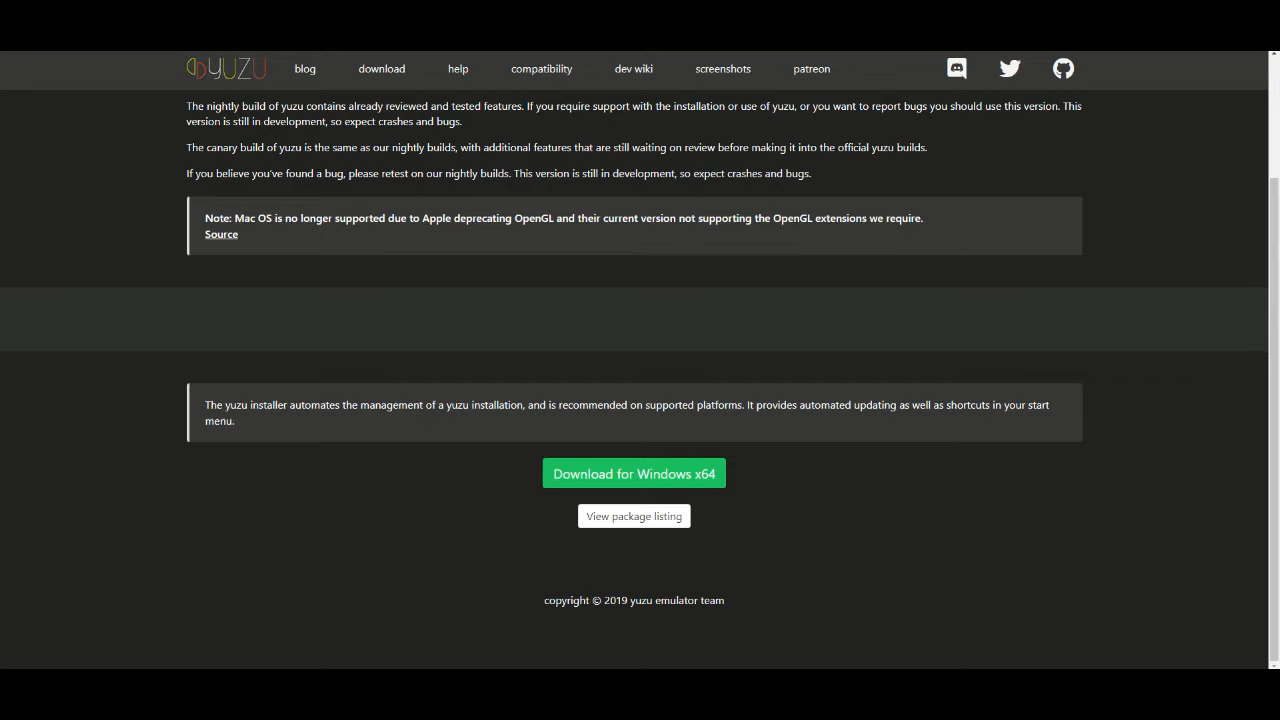 YUZU blog download help compatibility dev wiki screenshots patreon
The nightly build of yuzu contains already reviewed and tested features. If you require support with the installation or use of yuzu, or you want to report bugs you should use this version. This
version is still in development, so expect crashes and bugs.
The canary build of yuzu is the same as our nightly builds, with additional features that are still waiting on review before making it into the official yuzu builds.
If you believe you've found a bug, please retest on our nightly builds. This version is still in development, so expect crashes and bugs.
Note: Mac OS is no longer supported due to Apple deprecating OpenGL and their current version not supporting the OpenGL extensions we require.
Source
The yuzu installer automates the management of a yuzu installation, and is recommended on supported platforms. It provides automated updating as well as shortcuts in your start
menu.
Download for Windows x64
View package listing
copyright © 2019 yuzu emulator team